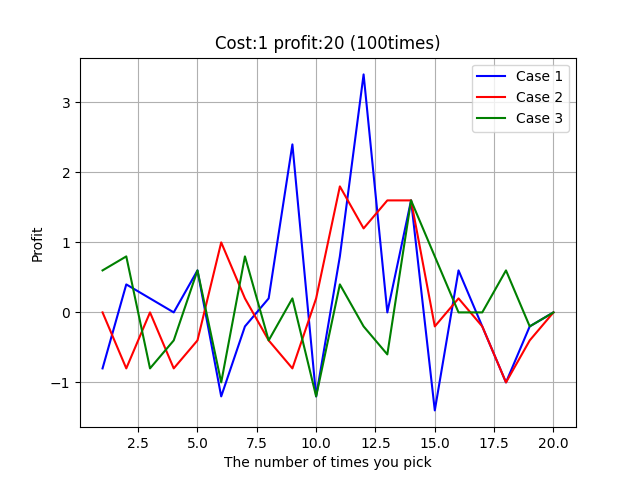 Cost:1 profit:20 (100times)
Case 1
Case 2
Case 3
Profit
3
2
1
0
−1
2.5 5.0 7.5 10.0 12.5 15.0 17.5 20.0
The number of times you pick